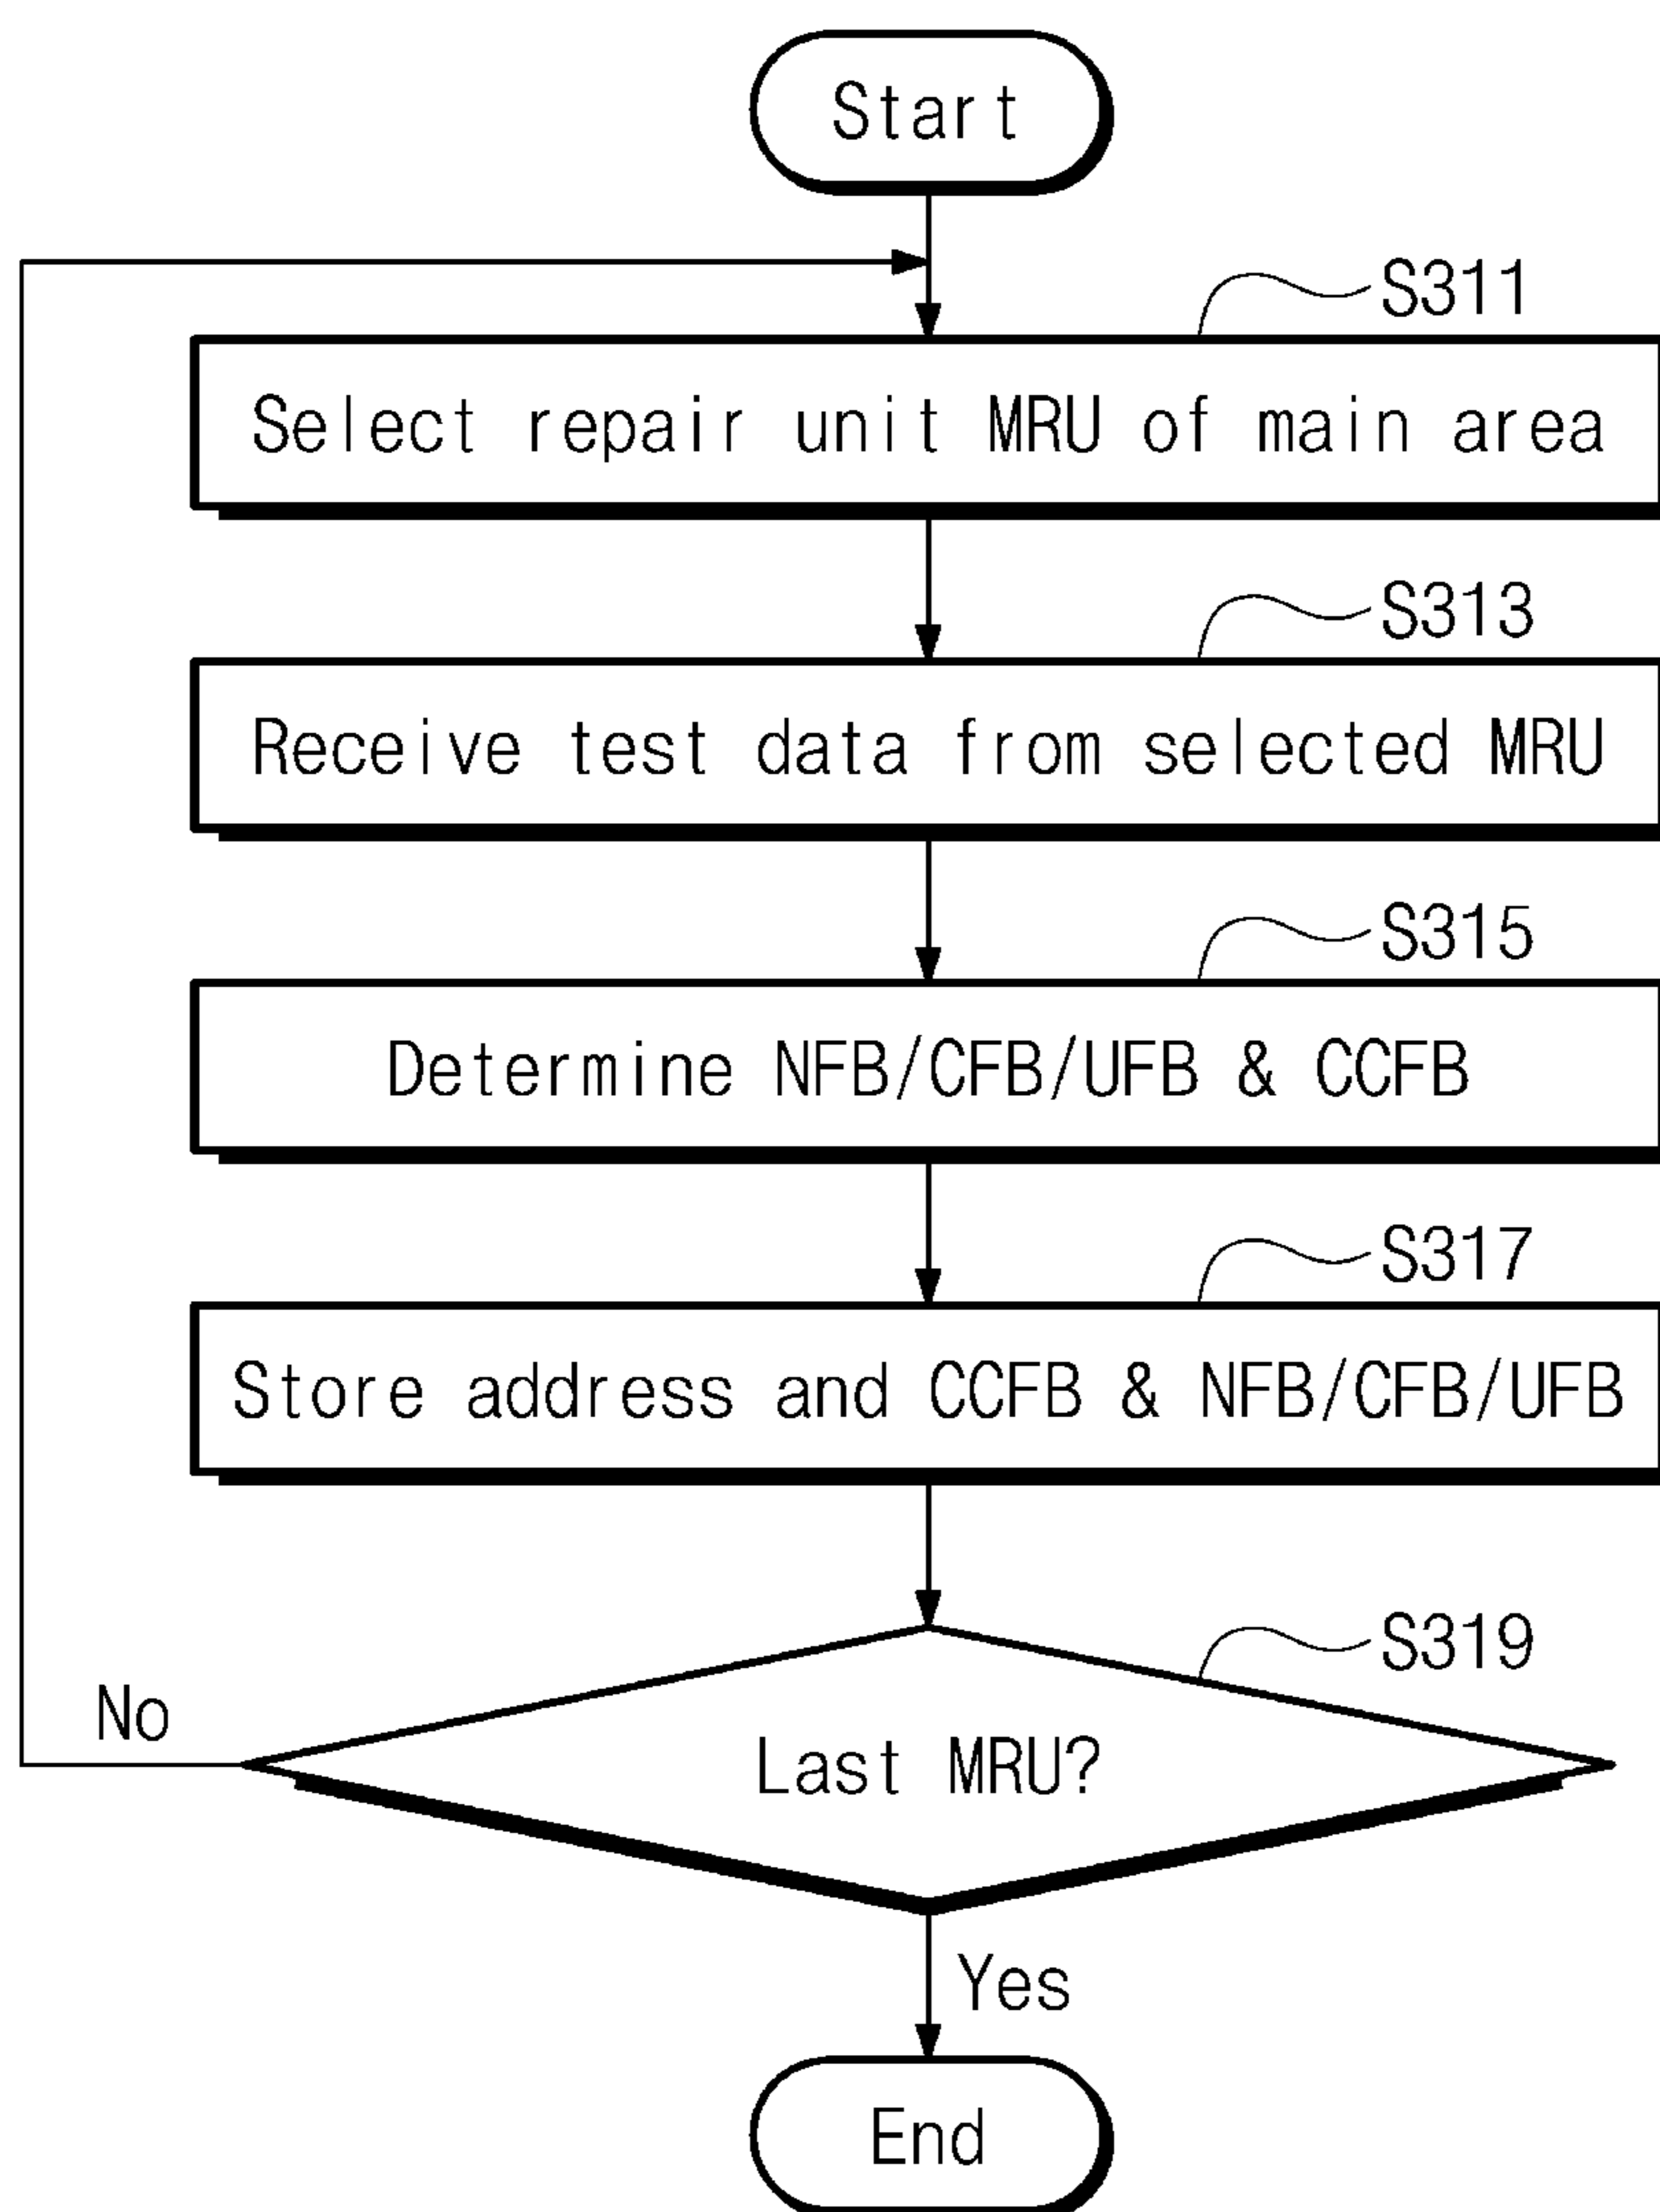 Start
S311
Select repair unit MRU of main area
S313
Receive test data from selected MRU
S315
Determine NFB/CFB/UFB & CCFB
S317
Store address and CCFB & NFB/CFB/UFB
S319
No
Last MRU?
Yes
End